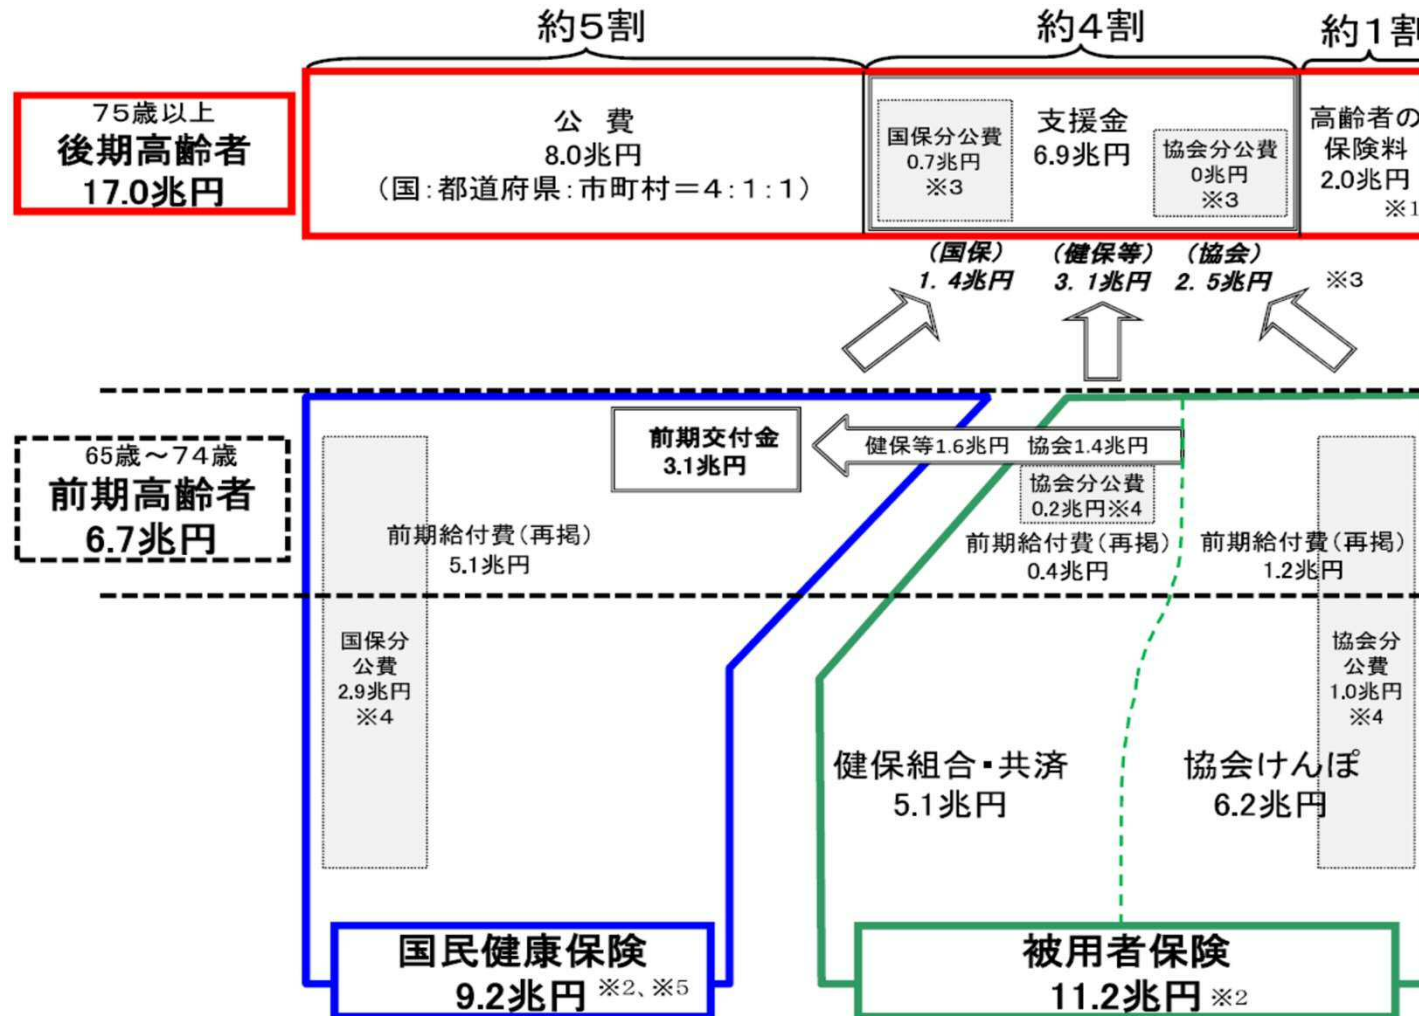 約５割
約４割
約１割
75歳以上
後期高齢者
17.0兆円
公　費
8.0兆円
（国：都道府県：市町村＝４：１：１）
国保分公費
0.7兆円
※３
支援金
6.9兆円
協会分公費
0兆円
※３
高齢者の
保険料
2.0兆円
※１
（国保）
１．４兆円
（健保等）
３．１兆円
（協会）
２．５兆円
※３
65歳～74歳
前期高齢者
6.7兆円
前期交付金
3.1兆円
健保等1.6兆円　協会1.4兆円
協会分公費
0.2兆円※４
前期給付費（再掲）
5.1兆円
前期給付費（再掲）
0.4兆円
前期給付費（再掲）
1.2兆円
国保分
公費
2.9兆円
※４
協会分
公費
1.0兆円
※４
健保組合・共済
5.1兆円
協会けんぽ
6.2兆円
国民健康保険
9.2兆円 ※2、※5
被用者保険
11.2兆円 ※2